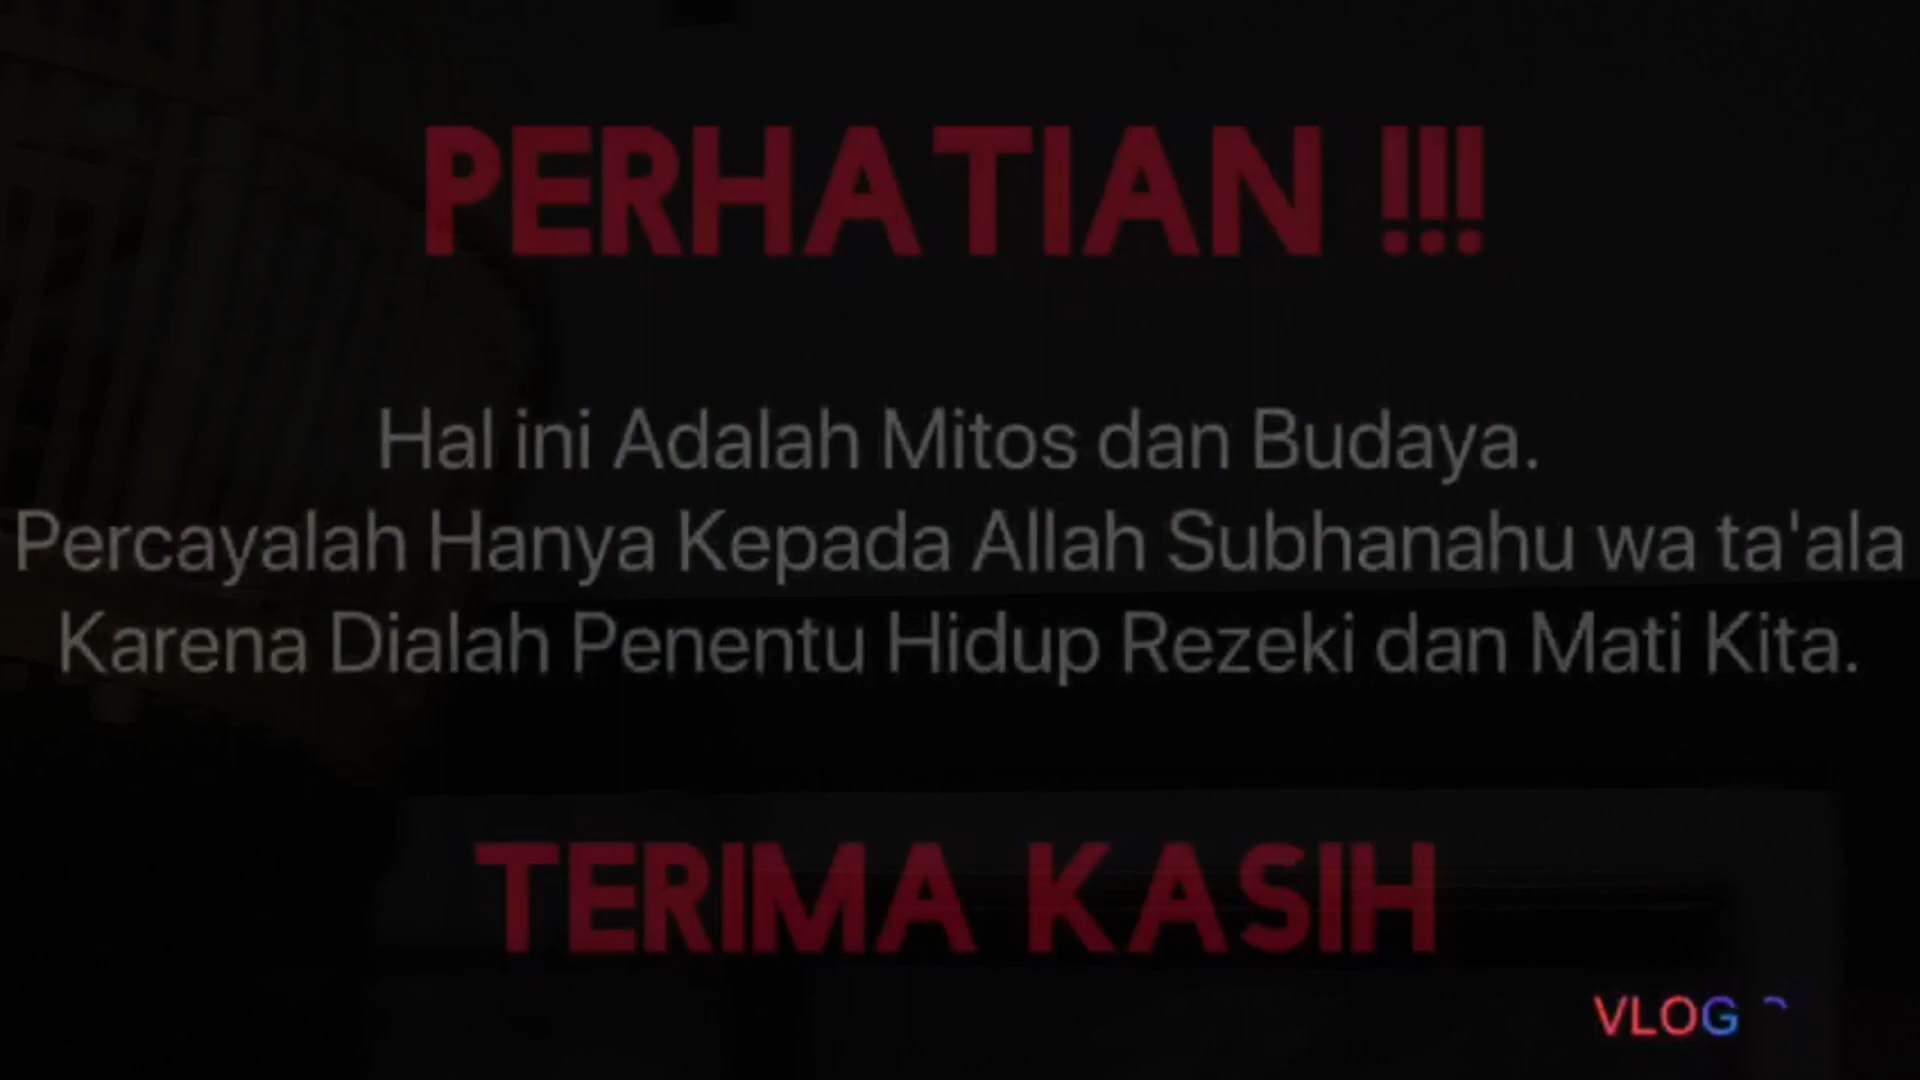 PERHATIAN !!!
Hal ini Adalah Mitos dan Budaya.
Percayalah Hanya Kepada Allah Subhanahu wa ta'ala
Karena Dialah Penentu Hidup Rezeki dan Mati Kita.
TERIMA KASIH
VLOG